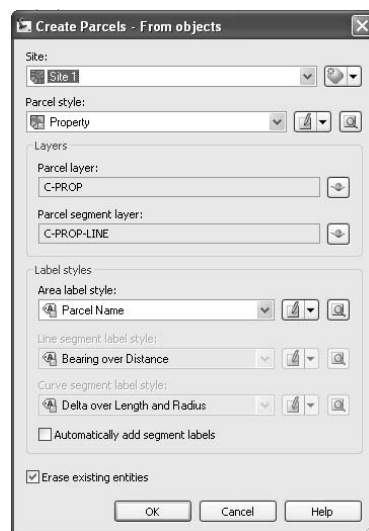 Create Parcels - From objects
Site:
Site 1
Parcel style:
Property
Layers
Parcel layer:
C-PROP
Parcel segment layer:
C-PROP-LINE
Label styles
Area label style:
Parcel Name
Line segment label style:
Bearing over Distance
Curve segment label style:
Delta over Length and Radius
Automatically add segment labels
Erase existing entities
OK Cancel Help